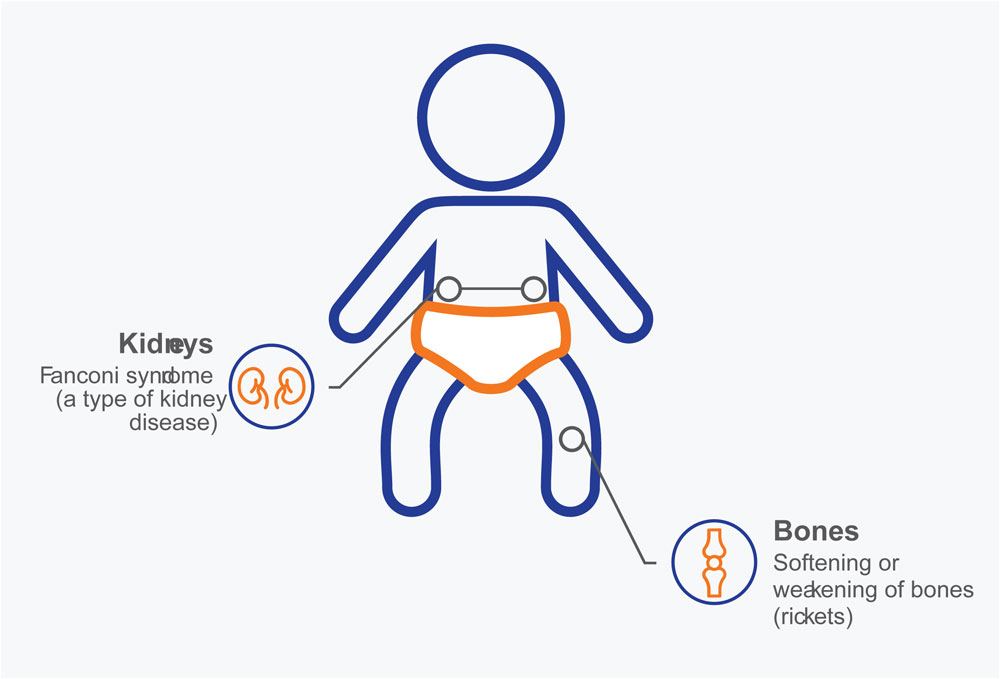 Kidneys
Fanconi syndrome
(a type of kidney
disease)
Bones
Softening or
weakening of bones
(rickets)